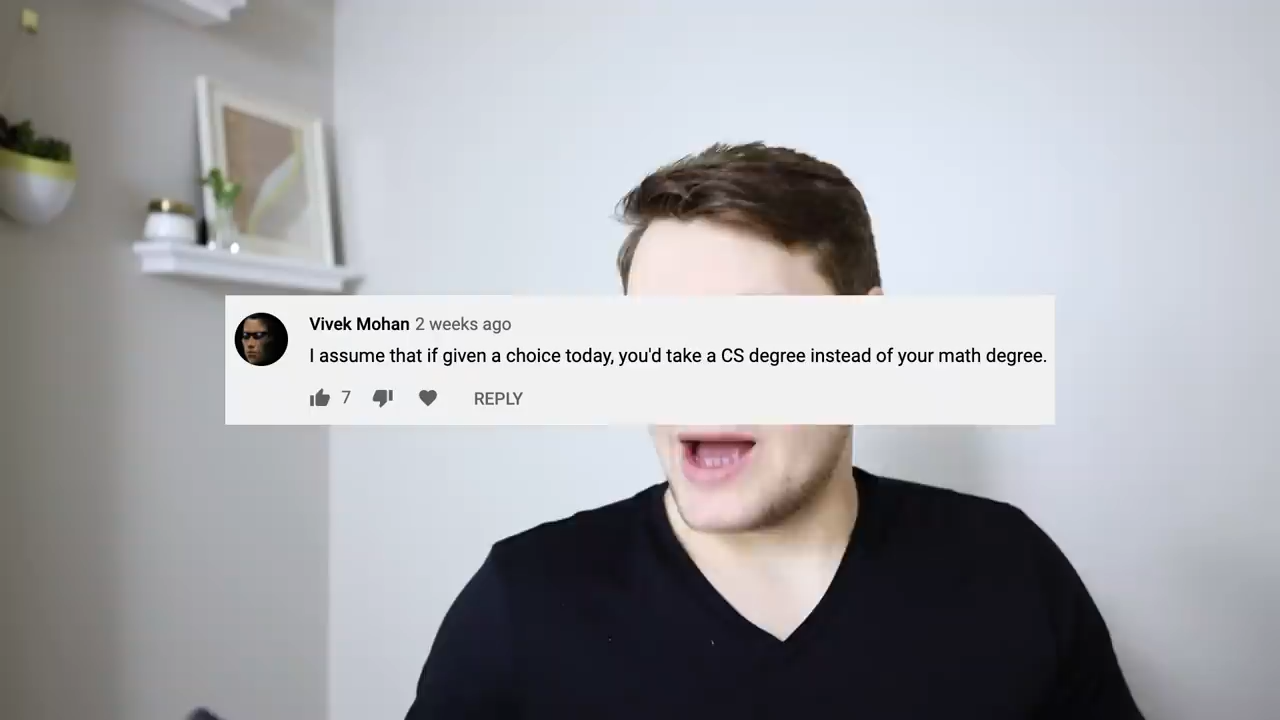 Vivek Mohan 2 weeks ago
I assume that if given a choice today, you'd take a CS degree instead of your math degree.
7 REPLY